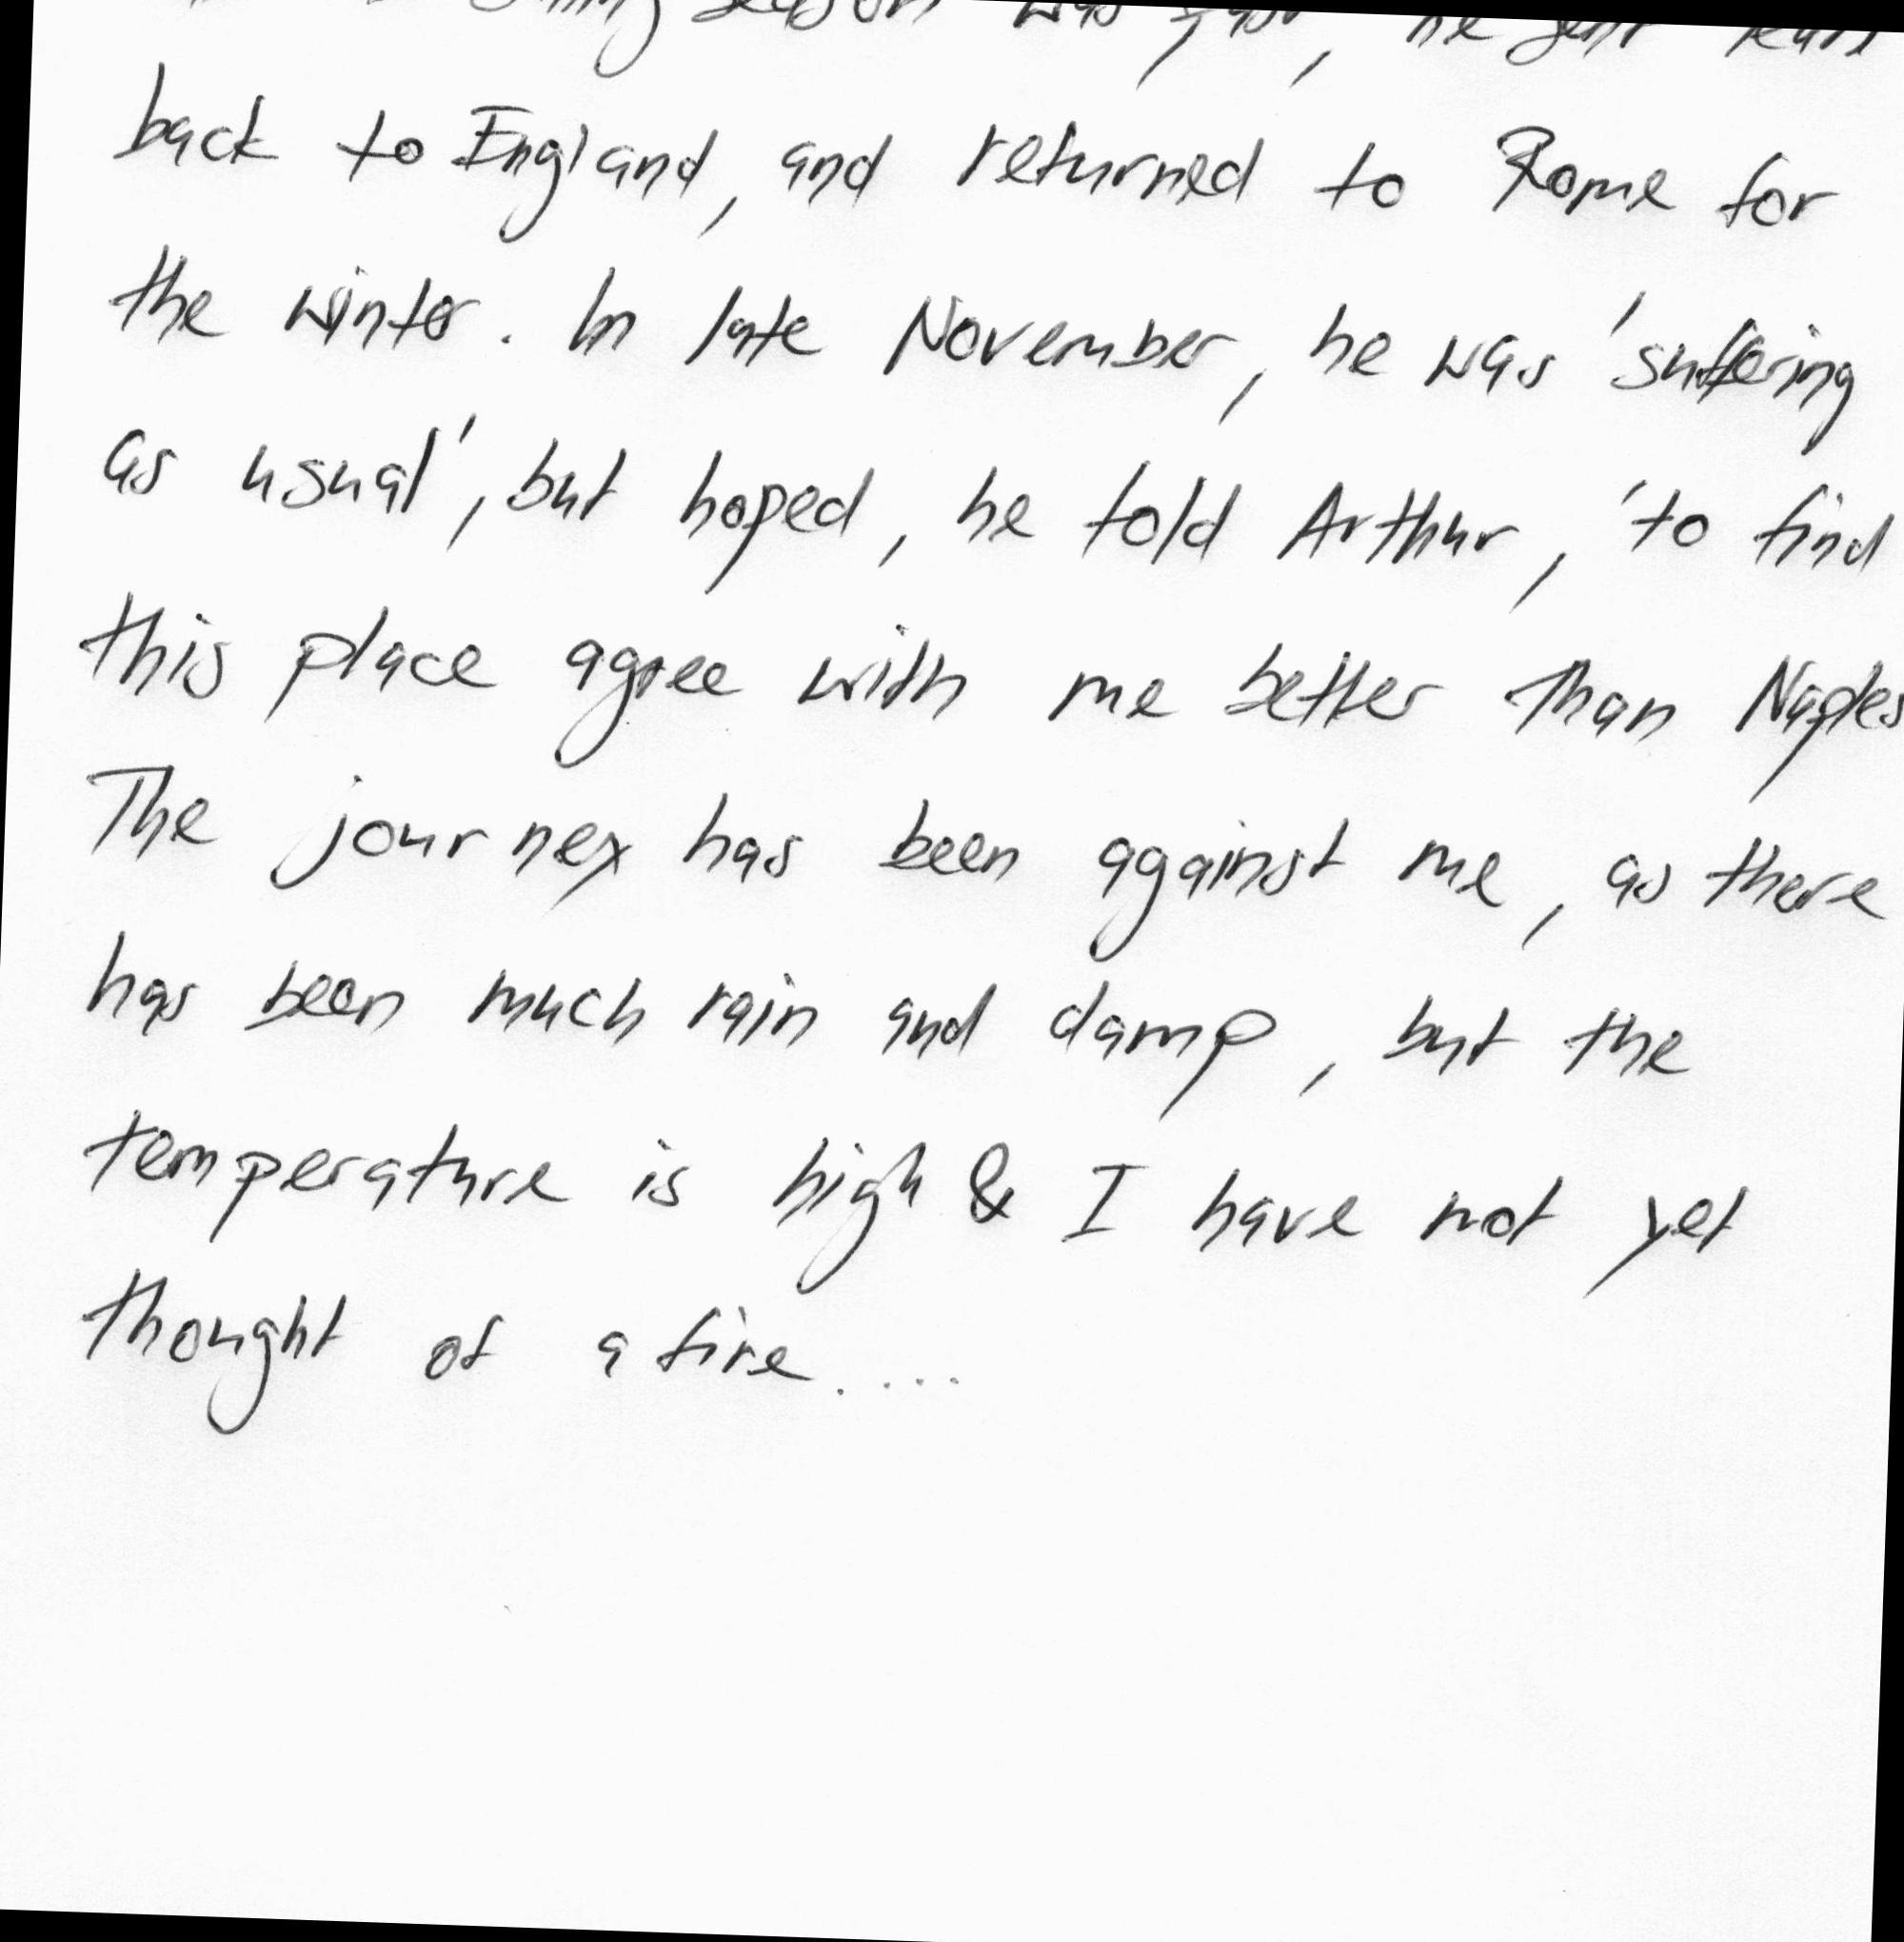 season was past, he sent
back to England, and returned to Rome for
the winter. In late November, he was 'suffering
as usual', but hoped, he told Arthur, 'to find
this place agree with me better than Naples
The journey has been against me, as there
has been much rain and damp, but the
temperature is high & I have not yet
thought of a fire.....